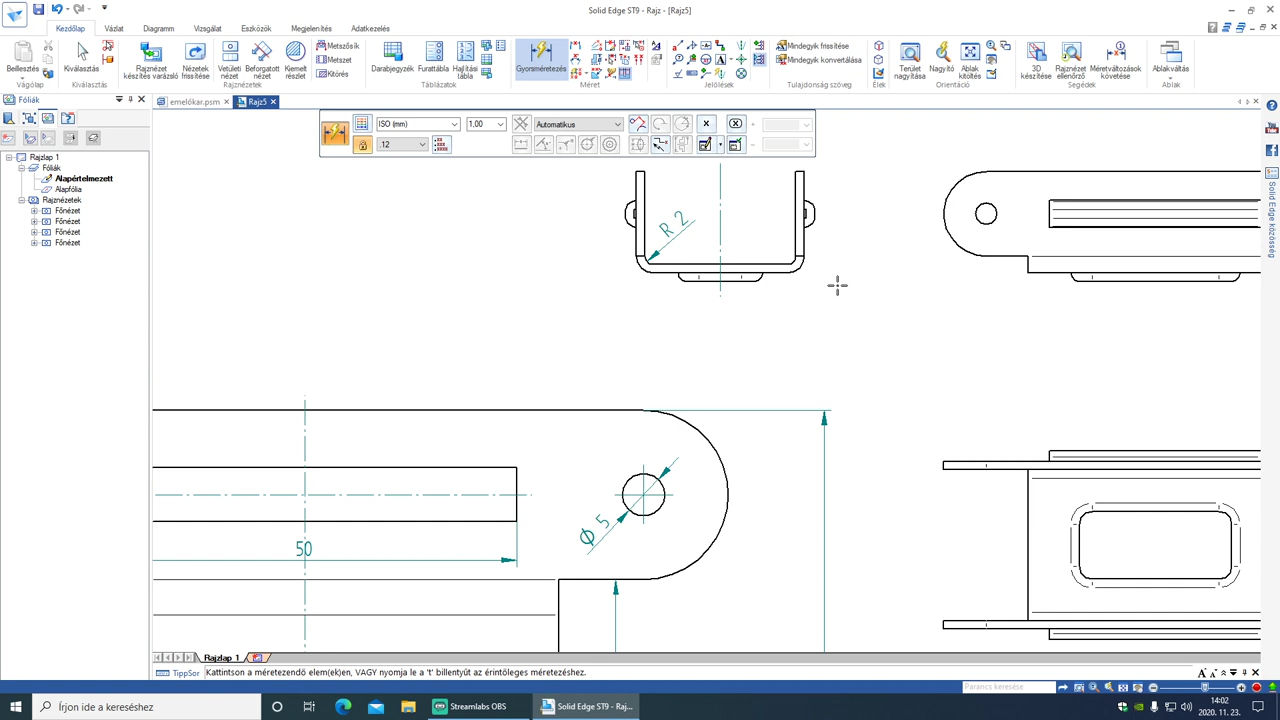 Solid Edge ST9 - Rajz - [Rajz5]
Kezdőlap Vázlat Diagramm Vizsgálat Eszközök Megjelenítés Adatkezelés
Beillesztés
Kiválasztás
Rajznézet készítés varázsló
Nézetek frissítése
Vetületi nézet
Beforgatott nézet
Kiemelt részlet
Metszősík
Metszet
Kitörés
Darabjegyzék
Furattábla
Hajlítási tábla
Gyorsméretezés
Mindegyik frissítése
Mindegyik konvertálása
Terület nagyítása
Nagyító
Ablak kitöltés
3D készítése
Rajznézet ellenőrző
Méretváltozások követése
Ablakváltás
Vágólap Kiválasztás Rajznézetek Táblázatok Méret Jelölések Tulajdonság szöveg Élek Orientáció Segédek Ablak
Fóliák
emelőkar.psm
Rajz5
ISO (mm) 1,00 Automatikus
.12
Rajzlap 1
Fóliák
Alapértelmezett
Alapfólia
Rajznézetek
Főnézet
Főnézet
Főnézet
Főnézet
R 2
Ø 5
50
Solid Edge közösség
Rajzlap 1
TippSor Kattintson a méretezendő elem(ek)en, VAGY nyomja le a 't' billentyűt az érintőleges méretezéshez.
Parancs keresése
Írjon ide a kereséshez
Streamlabs OBS
Solid Edge ST9 - Raj...
14:02
2020. 11. 23.